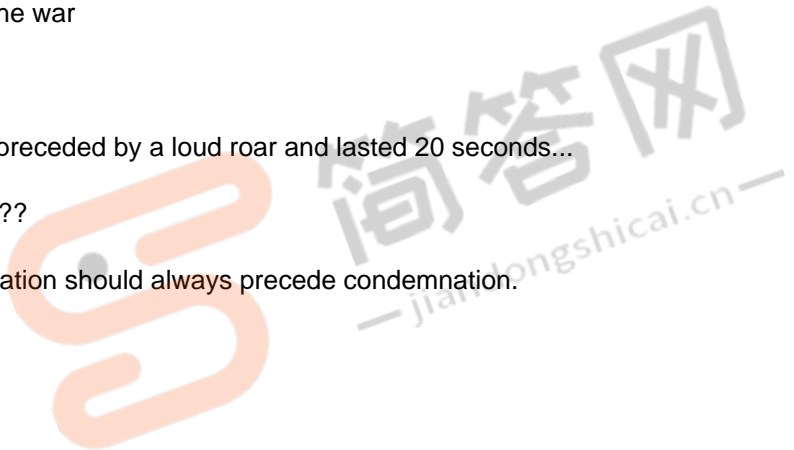 he war
preceded by a loud roar and lasted 20 seconds...
??
ation should always precede condemnation.
简答网
jiandongshicai.cn